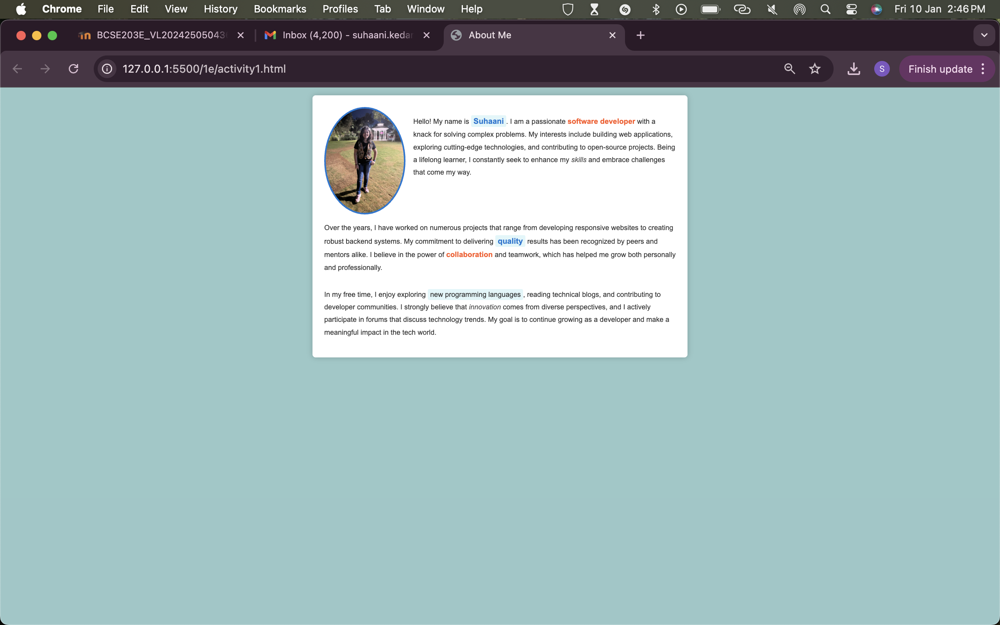 Chrome File Edit View History Bookmarks Profiles Tab Window Help Fri 10 Jan 2:46 PM
BCSE203E_VL20242505043 Inbox (4,200) - suhaani.kedar About Me
127.0.0.1:5500/1e/activity1.html S Finish update
Hello! My name is Suhaani. I am a passionate software developer with a
knack for solving complex problems. My interests include building web applications,
exploring cutting-edge technologies, and contributing to open-source projects. Being
a lifelong learner, I constantly seek to enhance my skills and embrace challenges
that come my way.
Over the years, I have worked on numerous projects that range from developing responsive websites to creating
robust backend systems. My commitment to delivering quality results has been recognized by peers and
mentors alike. I believe in the power of collaboration and teamwork, which has helped me grow both personally
and professionally.
In my free time, I enjoy exploring new programming languages, reading technical blogs, and contributing to
developer communities. I strongly believe that innovation comes from diverse perspectives, and I actively
participate in forums that discuss technology trends. My goal is to continue growing as a developer and make a
meaningful impact in the tech world.